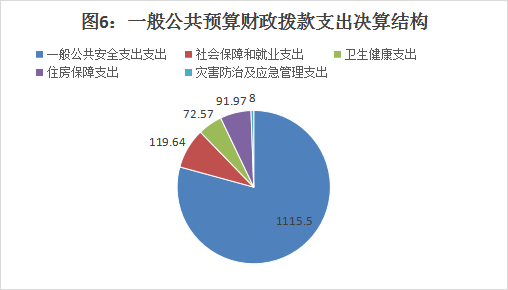 图6：一般公共预算财政拨款支出决算结构
一般公共安全支出支出 社会保障和就业支出 卫生健康支出
住房保障支出 灾害防治及应急管理支出
91.97 8
72.57
119.64
1115.5